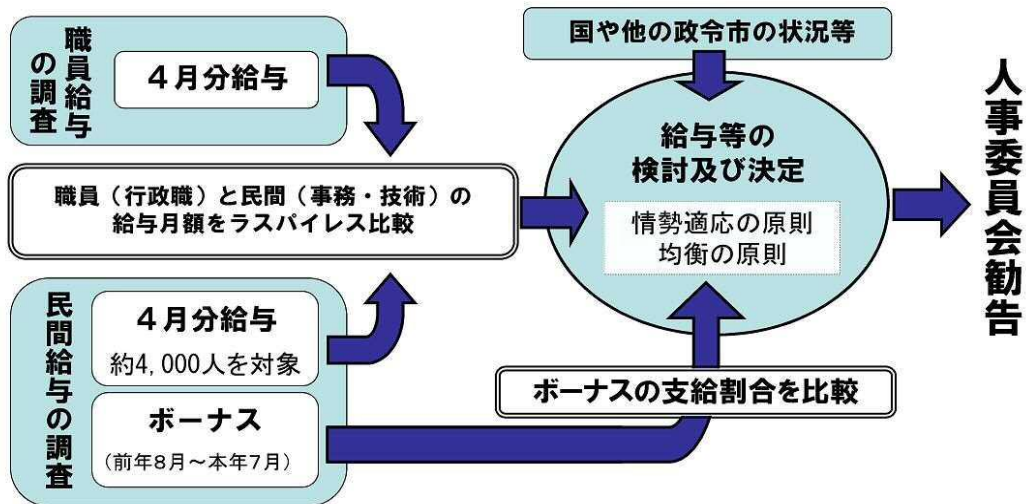 職員給与
の調査
４月分給与
国や他の政令市の状況等
職員（行政職）と民間（事務・技術）の
給与月額をラスパイレス比較
給与等の
検討及び決定
情勢適応の原則
均衡の原則
人事委員会勧告
民間給与の調査
４月分給与
約4,000人を対象
ボーナス
（前年８月～本年７月）
ボーナスの支給割合を比較